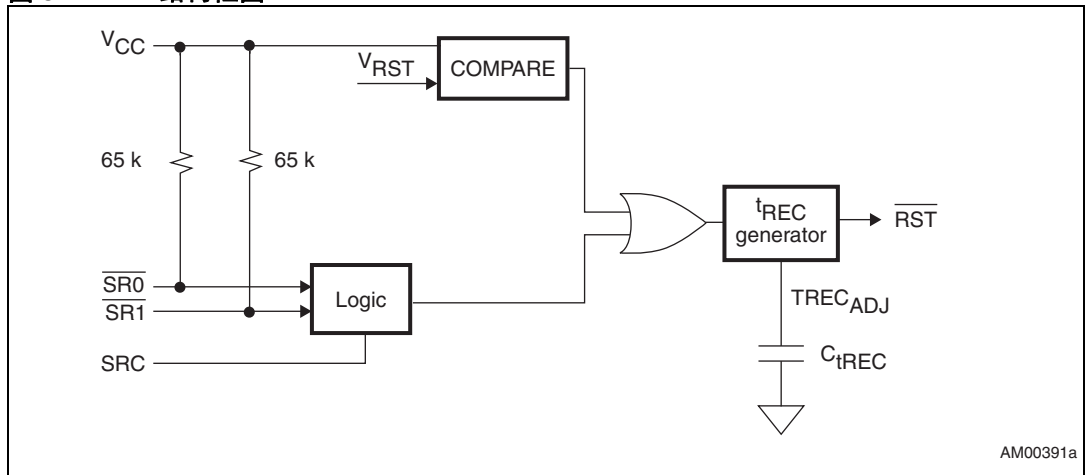 VCC
VRST
COMPARE
65 k
65 k
tREC
generator
RST
SR0
SR1
Logic
TRECADJ
SRC
CtREC
AM00391a